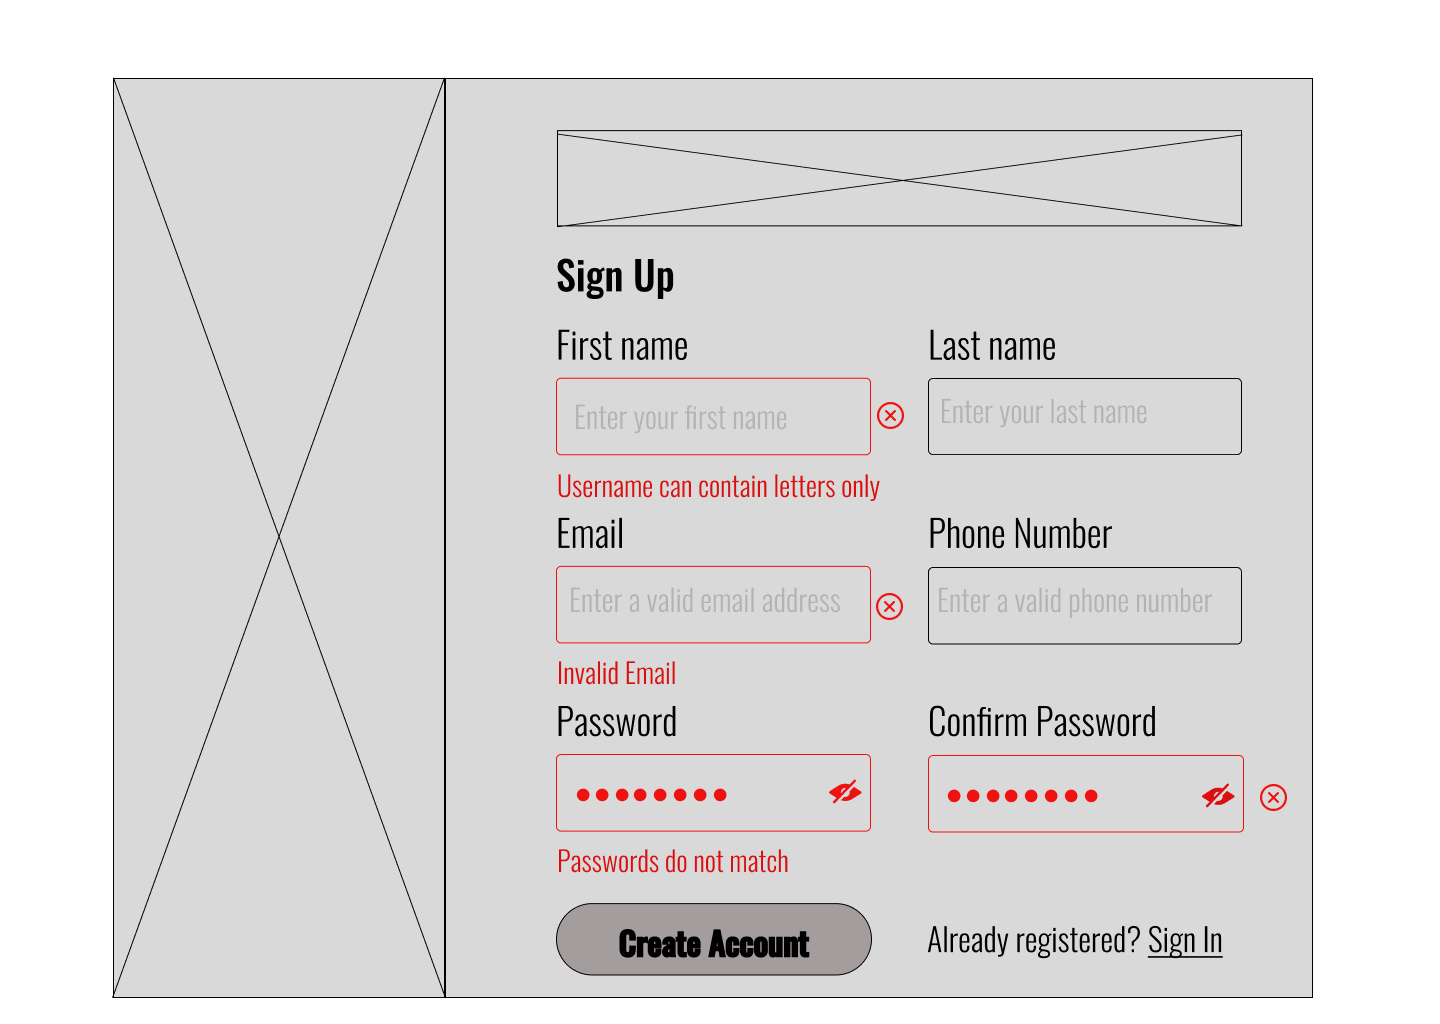 Sign Up
First name
Last name
Enter your first name
Enter your last name
Username can contain letters only
Email
Phone Number
Enter a valid email address
Enter a valid phone number
Invalid Email
Password
Confirm Password
Passwords do not match
Create Account
Already registered? Sign In